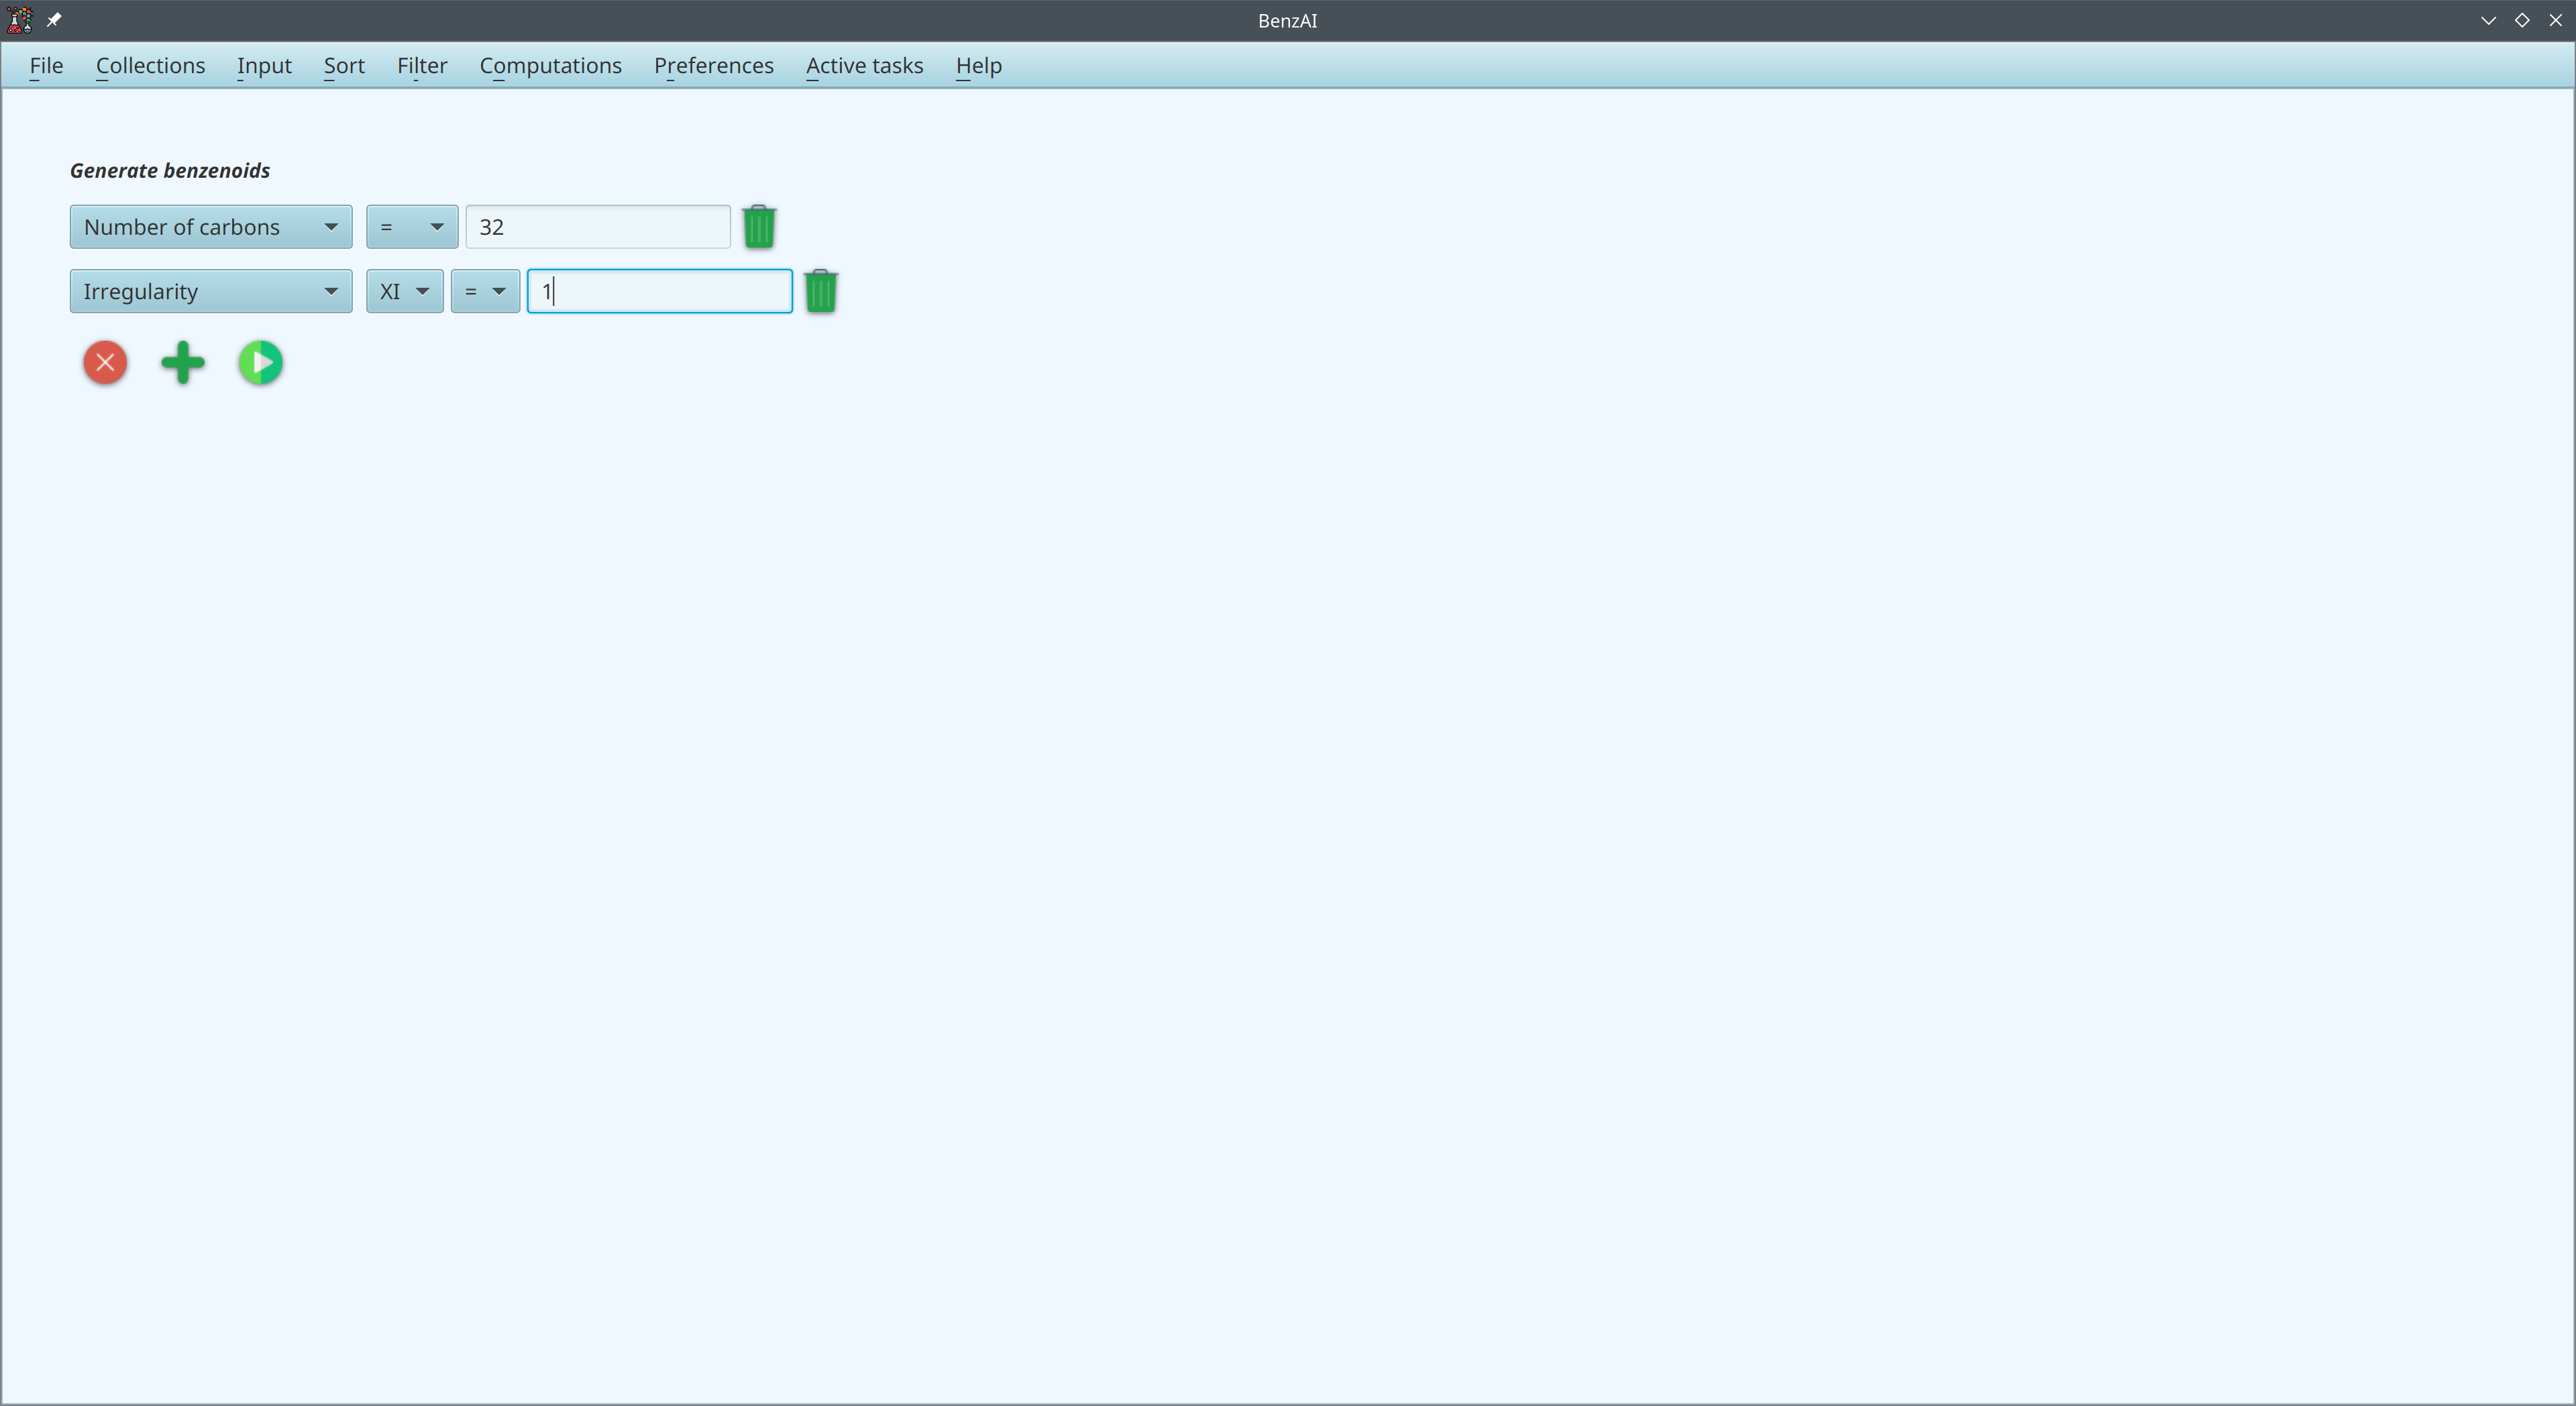 BenzAI
File Collections Input Sort Filter Computations Preferences Active tasks Help
Generate benzenoids
Number of carbons = 32
Irregularity XI = 1